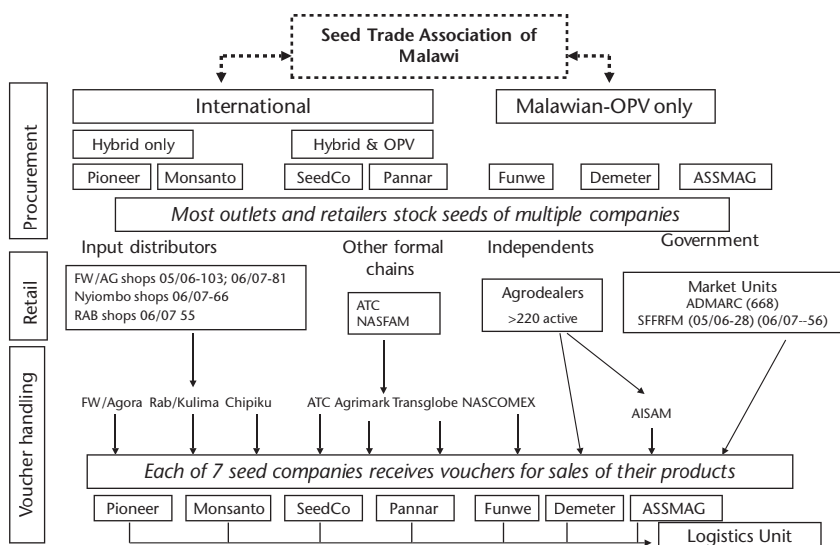 Seed Trade Association of
Malawi
Procurement
International
Malawian-OPV only
Hybrid only
Hybrid & OPV
Pioneer
Monsanto
SeedCo
Pannar
Funwe
Demeter
ASSMAG
Most outlets and retailers stock seeds of multiple companies
Retail
Input distributors
Other formal
chains
Independents
Government
FW/AG shops 05/06-103; 06/07-81
Nyiombo shops 06/07-66
RAB shops 06/07 55
ATC
NASFAM
Agrodealers
>220 active
Market Units
ADMARC (668)
SFFRFM (05/06-28) (06/07--56)
Voucher handling
FW/Agora Rab/Kulima Chipiku
ATC Agrimark Transglobe NASCOMEX
AISAM
Each of 7 seed companies receives vouchers for sales of their products
Pioneer
Monsanto
SeedCo
Pannar
Funwe
Demeter
ASSMAG
Logistics Unit